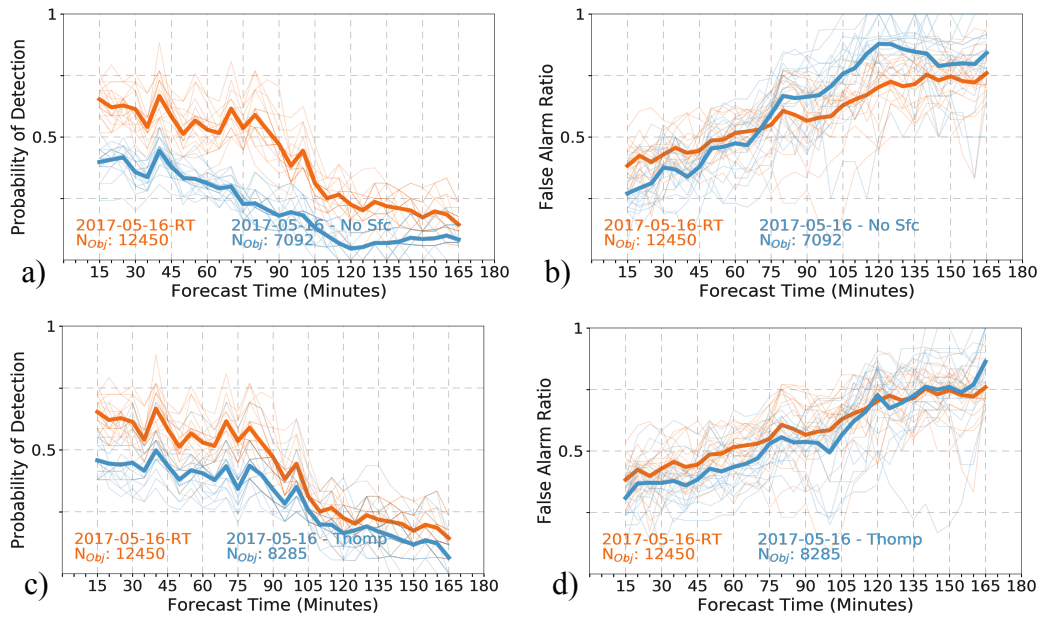 1
Probability of Detection
0.5
2017-05-16-RT
N_Obj: 12450
2017-05-16 - No Sfc
N_Obj: 7092
15 30 45 60 75 90 105 120 135 150 165 180
a) Forecast Time (Minutes)
1
False Alarm Ratio
0.5
2017-05-16-RT
N_Obj: 12450
2017-05-16 - No Sfc
N_Obj: 7092
15 30 45 60 75 90 105 120 135 150 165 180
b) Forecast Time (Minutes)
1
Probability of Detection
0.5
2017-05-16-RT
N_Obj: 12450
2017-05-16 - Thomp
N_Obj: 8285
15 30 45 60 75 90 105 120 135 150 165 180
c) Forecast Time (Minutes)
1
False Alarm Ratio
0.5
2017-05-16-RT
N_Obj: 12450
2017-05-16 - Thomp
N_Obj: 8285
15 30 45 60 75 90 105 120 135 150 165 180
d) Forecast Time (Minutes)